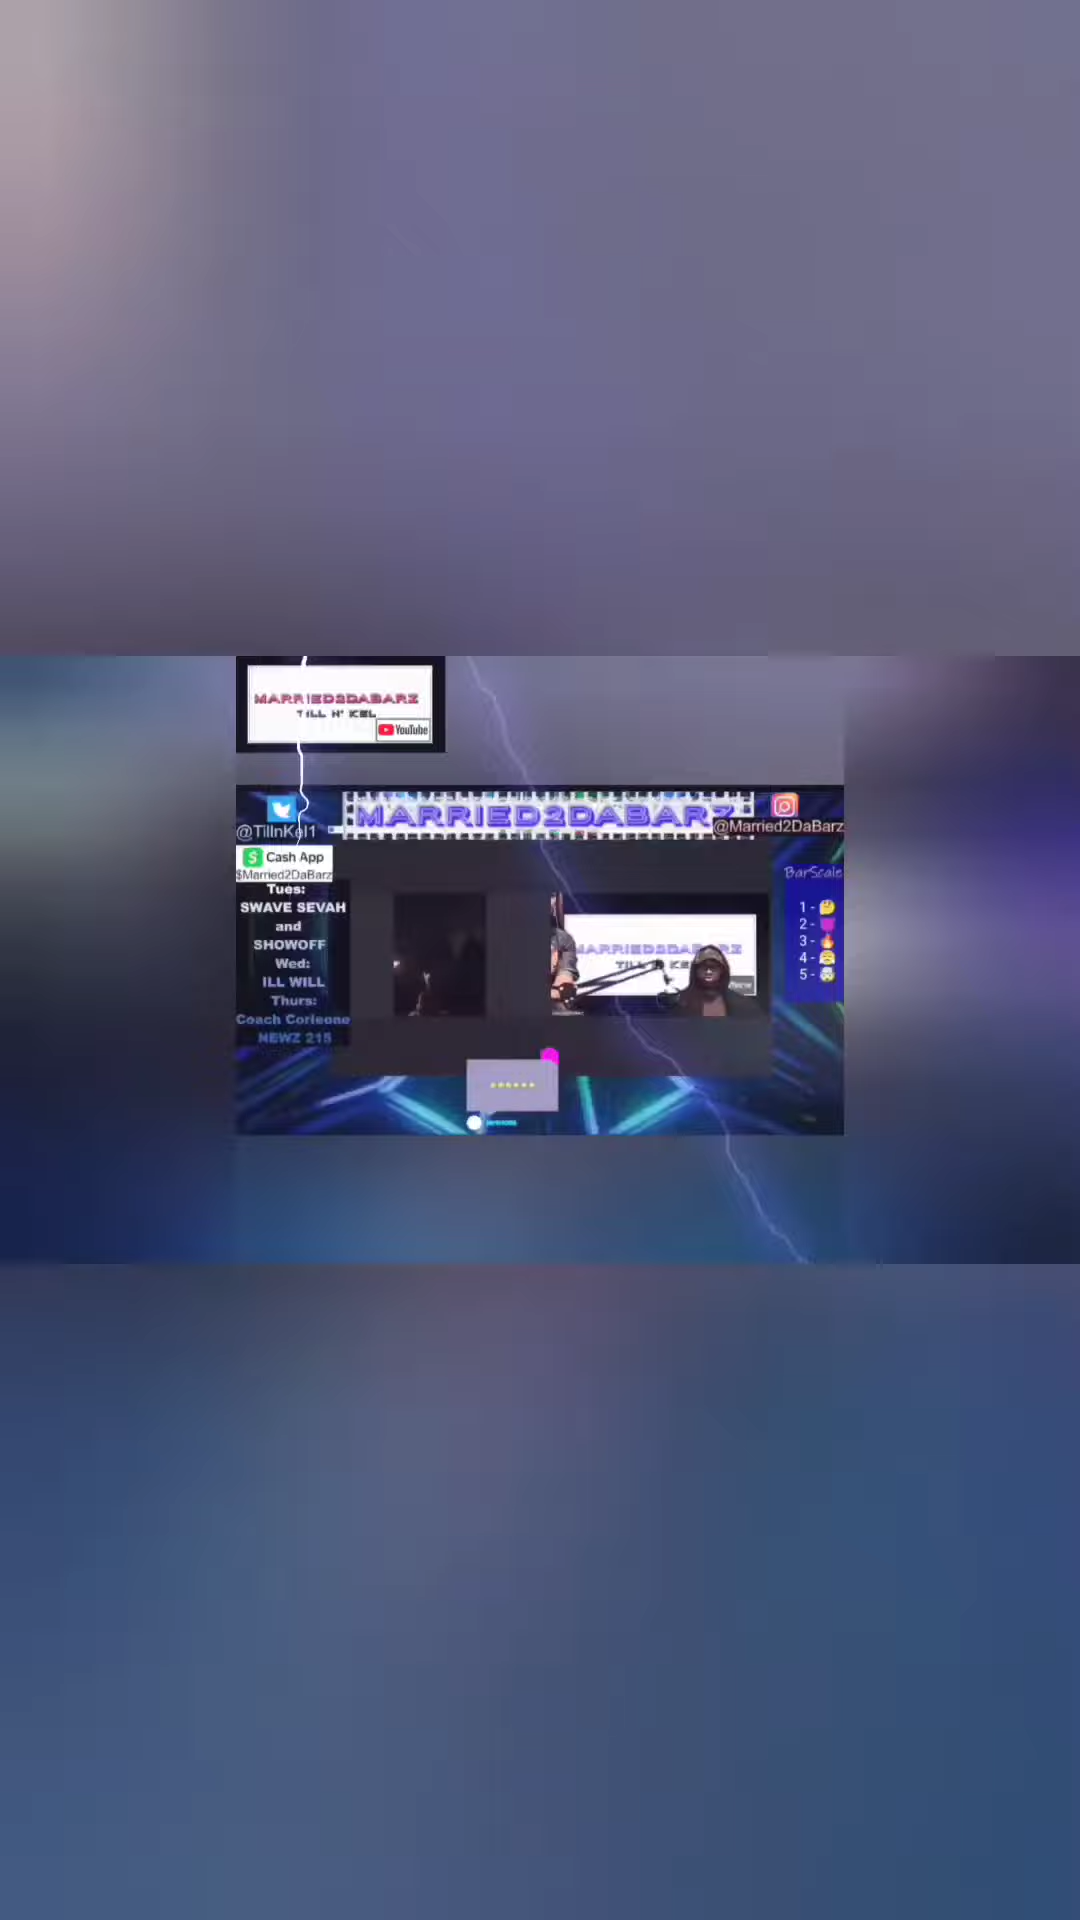 MARRIED2DABARZ
TILL N' KEL
YouTube
MARRIED2DABARZ
@TillnKel1
@Married2DaBarz
Cash App
$Married2DaBarz
Tues:
SWAVE SEVAH
and
SHOWOFF
Wed:
ILL WILL
Thurs:
Coach Corleone
NEWZ 215
BarScale
1 - 🤔
2 - 😈
3 - 🔥
4 - 😤
5 - 🤯
MARRIED2DABARZ